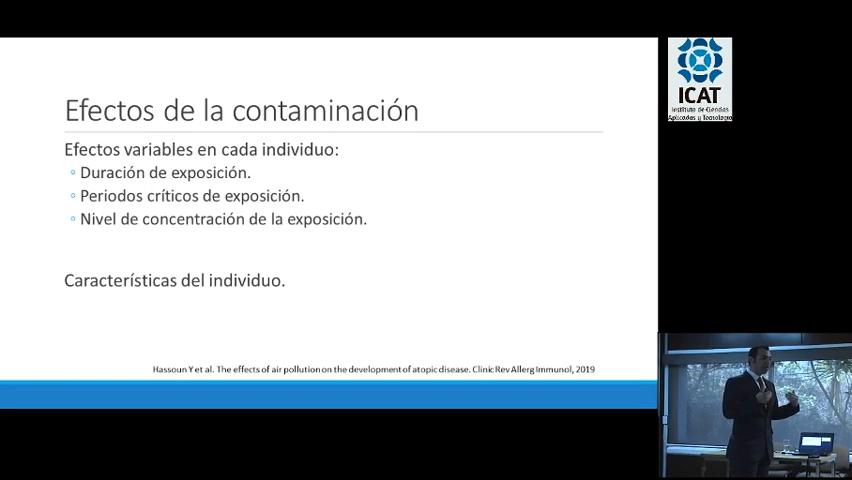 Efectos de la contaminación
Efectos variables en cada individuo:
Duración de exposición.
Periodos críticos de exposición.
Nivel de concentración de la exposición.
Características del individuo.
Hassoun Y et al. The effects of air pollution on the development of atopic disease. Clinic Rev Allerg Immunol, 2019
ICAT
Instituto de Ciencias
Aplicadas y Tecnología